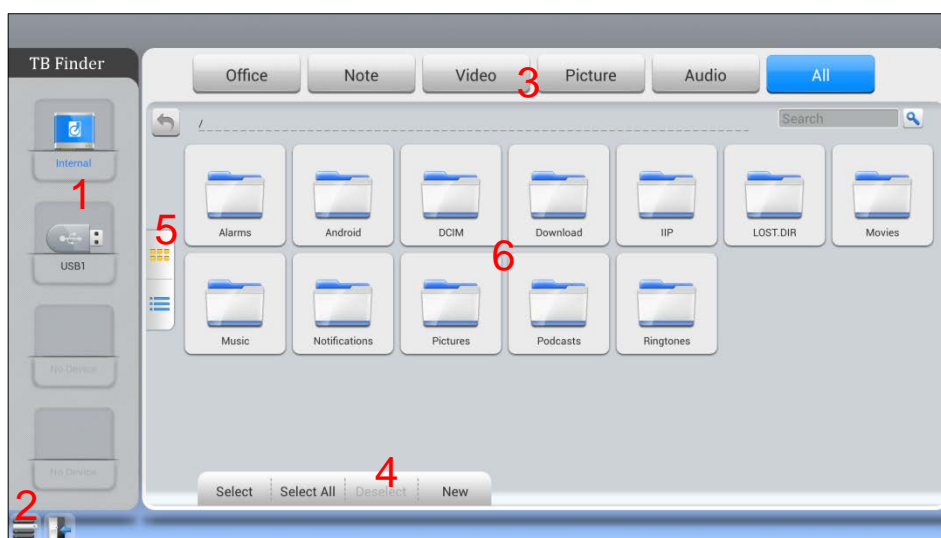 TB Finder
Office Note Video 3 Picture Audio All
/
Search
Internal
1
USB1
No Device
No Device
2
5
Alarms Android DCIM Download IIP LOST.DIR Movies
6
Music Notifications Pictures Podcasts Ringtones
4
Select Select All Deselect New